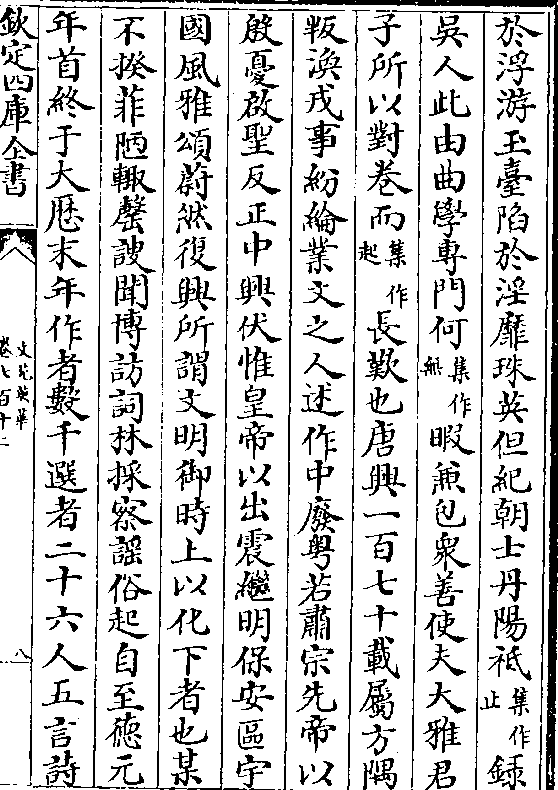 於浮游玉臺陷於淫靡珠英但紀朝士丹陽祗集作止錄
吳人此由曲學專門何集作無暇兼包衆善使夫大雅君
子所以對卷而集作起長歎也唐興一百七十載屬方隅
叛渙戎事紛綸業文之人述作中廢粤若肅宗先帝以
殷憂啟聖反正中興伏惟皇帝以出震繼明保安區宇
國風雅頌蔚然復興所謂文明御時上以化下者也某
不揆菲陋輙罄謏聞博訪詞林採察謡俗起自至德元
年首終于大歴末年作者數千選者二十六人五言詩
欽定四庫全書
文苑英華
卷七百十二
八